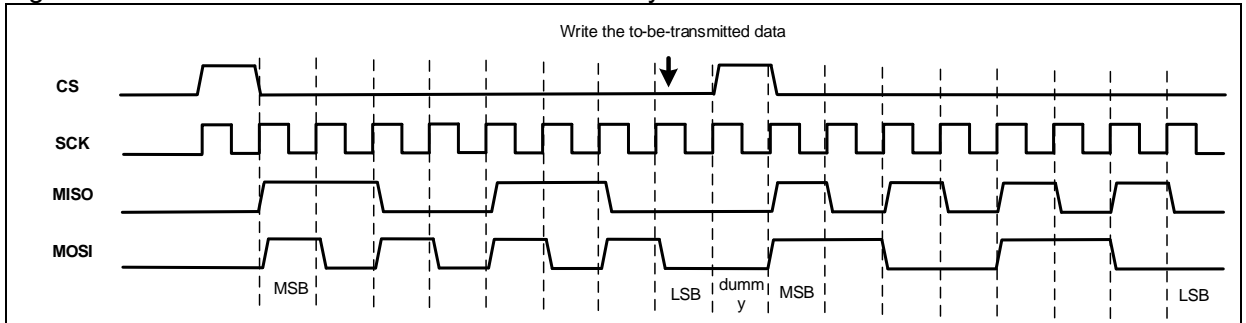 Write the to-be-transmitted data
CS
SCK
MISO
MOSI
MSB
LSB
dumm
y
MSB
LSB